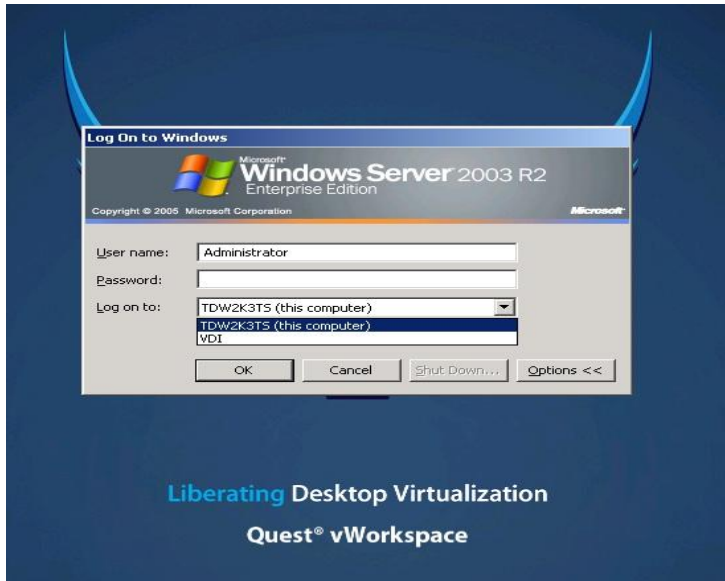 Log On to Windows
Microsoft
Windows Server 2003 R2
Enterprise Edition
Copyright © 2005 Microsoft Corporation
Microsoft
User name: Administrator
Password:
Log on to: TDW2K3TS (this computer)
TDW2K3TS (this computer)
VDI
OK Cancel Shut Down... Options <<
Liberating Desktop Virtualization
Quest® vWorkspace